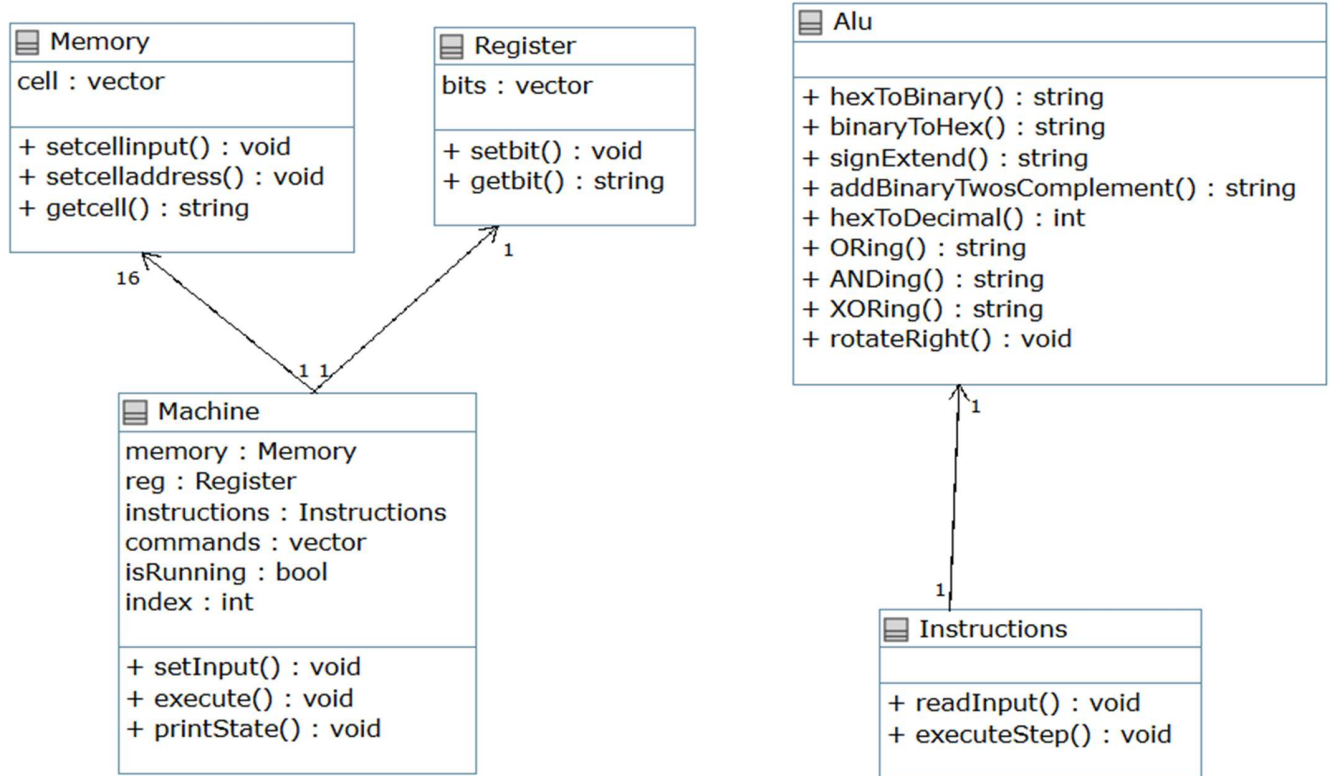 Memory
cell : vector
+ setcellinput() : void
+ setcelladdress() : void
+ getcell() : string
Register
bits : vector
+ setbit() : void
+ getbit() : string
Alu
+ hexToBinary() : string
+ binaryToHex() : string
+ signExtend() : string
+ addBinaryTwosComplement() : string
+ hexToDecimal() : int
+ ORing() : string
+ ANDing() : string
+ XORing() : string
+ rotateRight() : void
16
1
1
1
1
Machine
memory : Memory
reg : Register
instructions : Instructions
commands : vector
isRunning : bool
index : int
+ setInput() : void
+ execute() : void
+ printState() : void
1
Instructions
+ readInput() : void
+ executeStep() : void